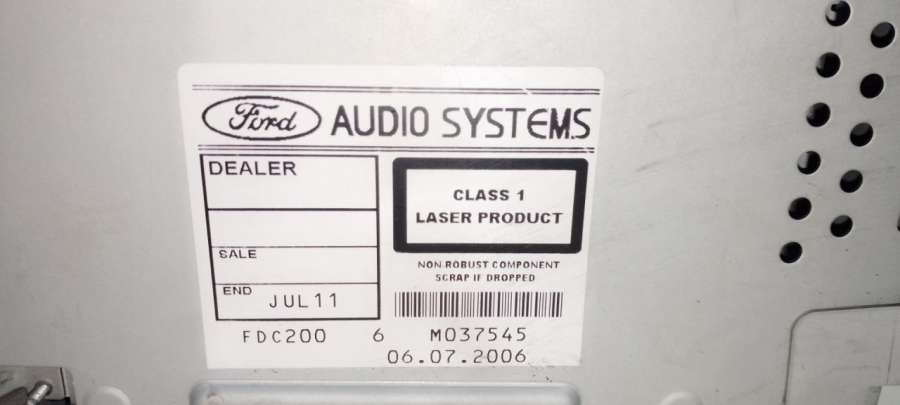 Ford AUDIO SYSTEMS
DEALER
CLASS 1
LASER PRODUCT
SALE
NON-ROBUST COMPONENT
SCRAP IF DROPPED
END JUL11
FDC200 6 M037545
06.07.2006